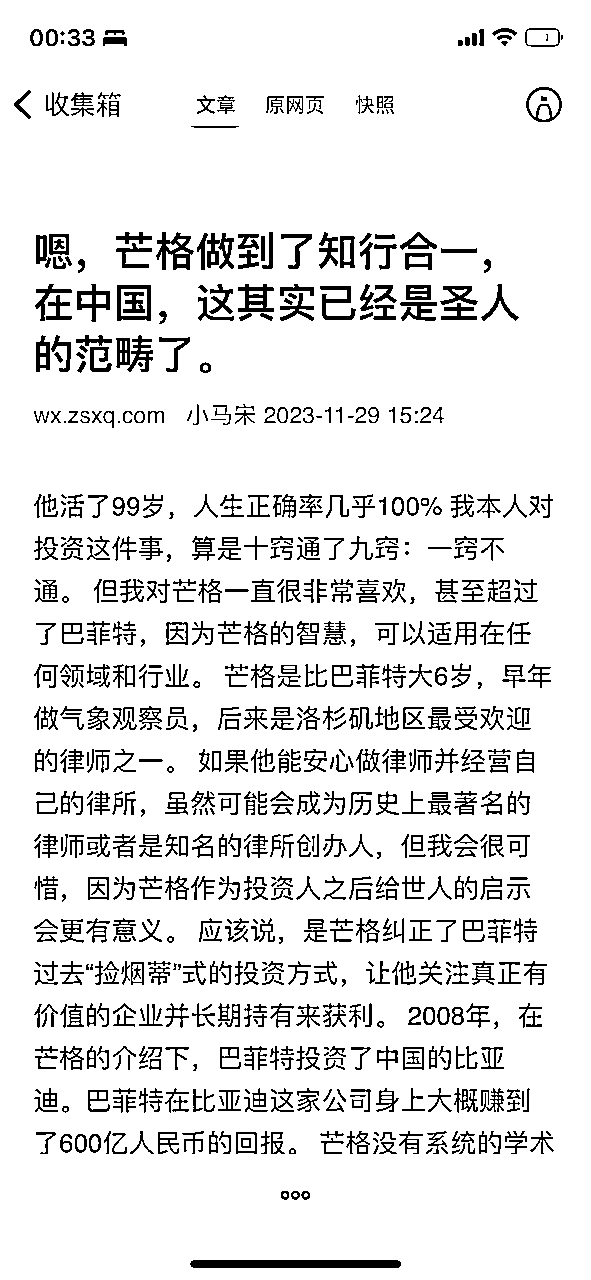 00:33
收集箱 文章 原网页 快照
嗯，芒格做到了知行合一，
在中国，这其实已经是圣人
的范畴了。
wx.zsxq.com 小马宋 2023-11-29 15:24
他活了99岁，人生正确率几乎100% 我本人对
投资这件事，算是十窍通了九窍：一窍不
通。 但我对芒格一直很非常喜欢，甚至超过
了巴菲特，因为芒格的智慧，可以适用在任
何领域和行业。 芒格是比巴菲特大6岁，早年
做气象观察员，后来是洛杉矶地区最受欢迎
的律师之一。 如果他能安心做律师并经营自
己的律所，虽然可能会成为历史上最著名的
律师或者是知名的律所创办人，但我会很可
惜，因为芒格作为投资人之后给世人的启示
会更有意义。 应该说，是芒格纠正了巴菲特
过去“捡烟蒂”式的投资方式，让他关注真正有
价值的企业并长期持有来获利。 2008年，在
芒格的介绍下，巴菲特投资了中国的比亚
迪。巴菲特在比亚迪这家公司身上大概赚到
了600亿人民币的回报。 芒格没有系统的学术